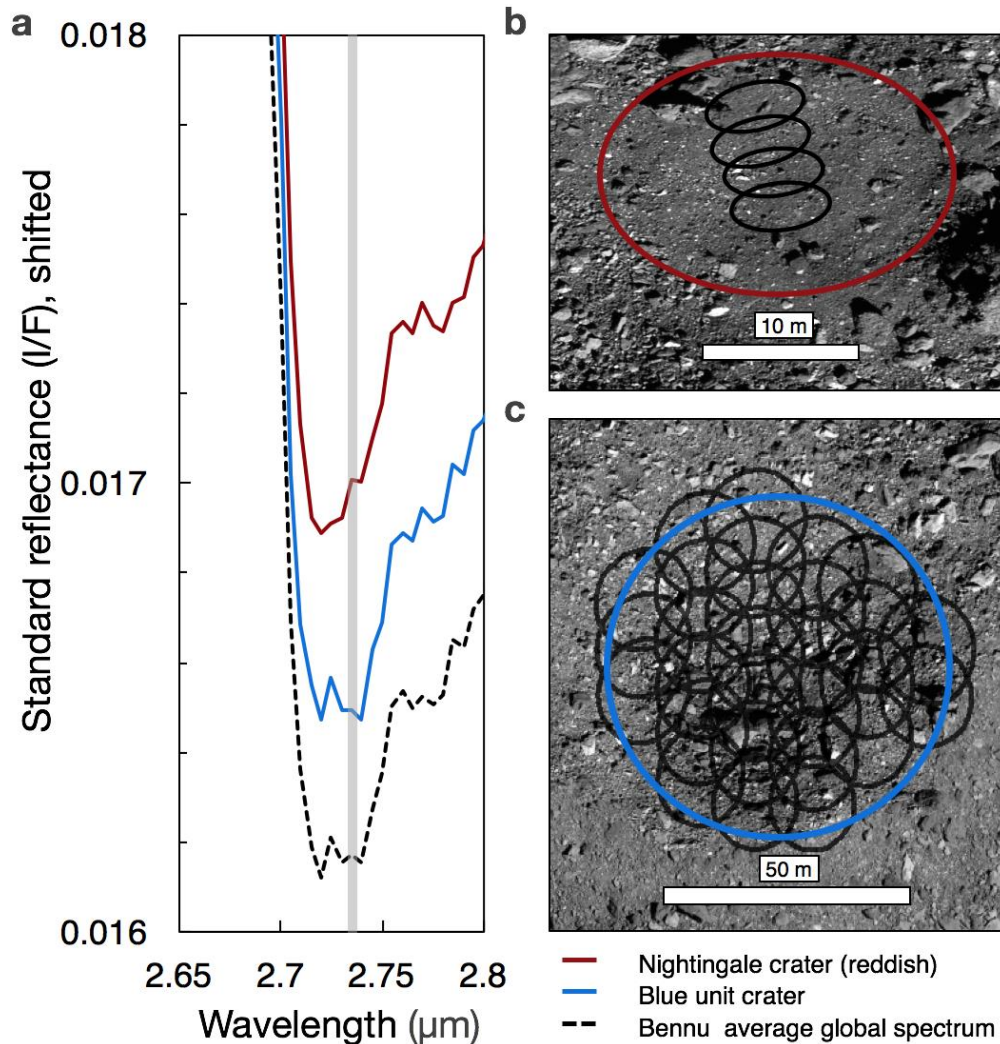 a
0.018
0.017
0.016
2.65 2.7 2.75 2.8
Wavelength (μm)
Standard reflectance (I/F), shifted
b
10 m
c
50 m
Nightingale crater (reddish)
Blue unit crater
Bennu average global spectrum